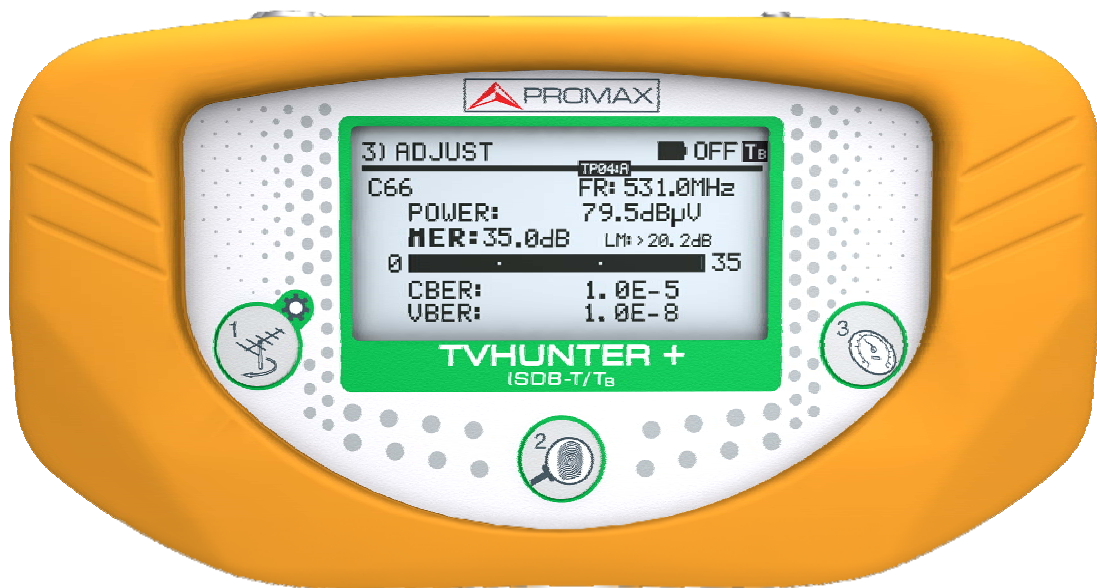 PROMAX
3) ADJUST OFF TB
TP04:A
C66 FR: 531.0MHz
POWER: 79.5dBµV
MER:35.0dB LM:>20.2dB
0 35
CBER: 1.0E-5
VBER: 1.0E-8
TVHUNTER +
ISDB-T/TB
1
3
2